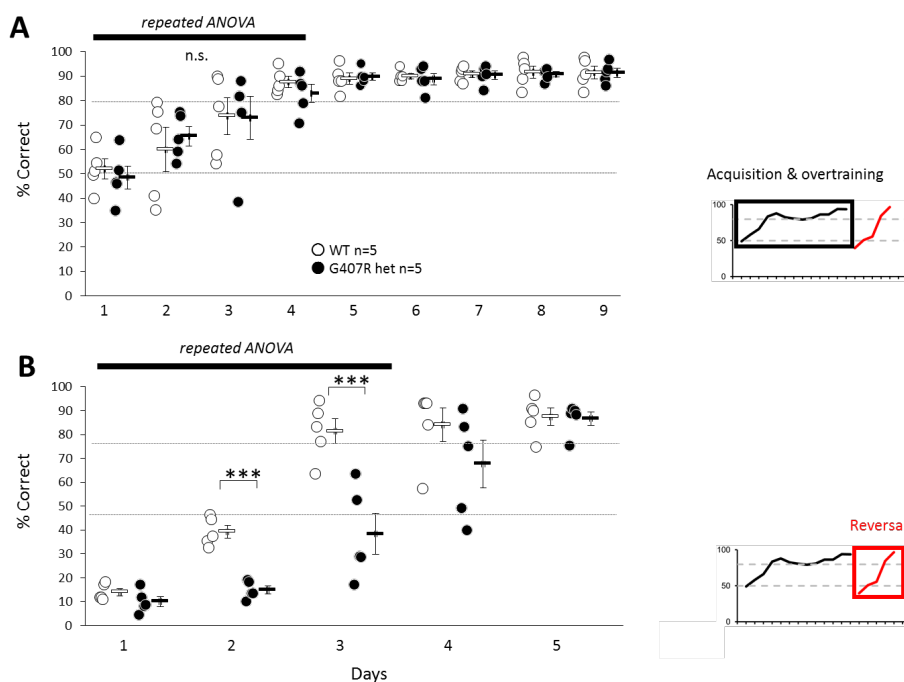 A
repeated ANOVA
n.s.
% Correct
100
90
80
70
60
50
40
30
20
10
0
WT n=5
G407R het n=5
1 2 3 4 5 6 7 8 9
Acquisition & overtraining
100
50
0
B
repeated ANOVA
***
***
% Correct
100
90
80
70
60
50
40
30
20
10
0
1 2 3 4 5
Days
Reversa
100
50
0